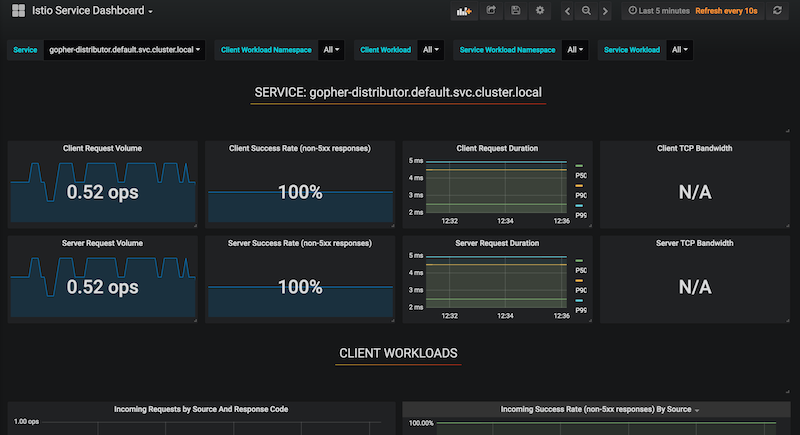 Istio Service Dashboard
Last 5 minutes Refresh every 10s
Service gopher-distributor.default.svc.cluster.local Client Workload Namespace All Client Workload All Service Workload Namespace All Service Workload All
SERVICE: gopher-distributor.default.svc.cluster.local
Client Request Volume
0.52 ops
Client Success Rate (non-5xx responses)
100%
Client Request Duration
5 ms
4 ms
3 ms
2 ms
12:32 12:34 12:36
P50
P90
P99
Client TCP Bandwidth
N/A
Server Request Volume
0.52 ops
Server Success Rate (non-5xx responses)
100%
Server Request Duration
5 ms
4 ms
3 ms
2 ms
12:32 12:34 12:36
P50
P90
P99
Server TCP Bandwidth
N/A
CLIENT WORKLOADS
Incoming Requests by Source And Response Code
1.00 ops
Incoming Success Rate (non-5xx responses) By Source
100.00%